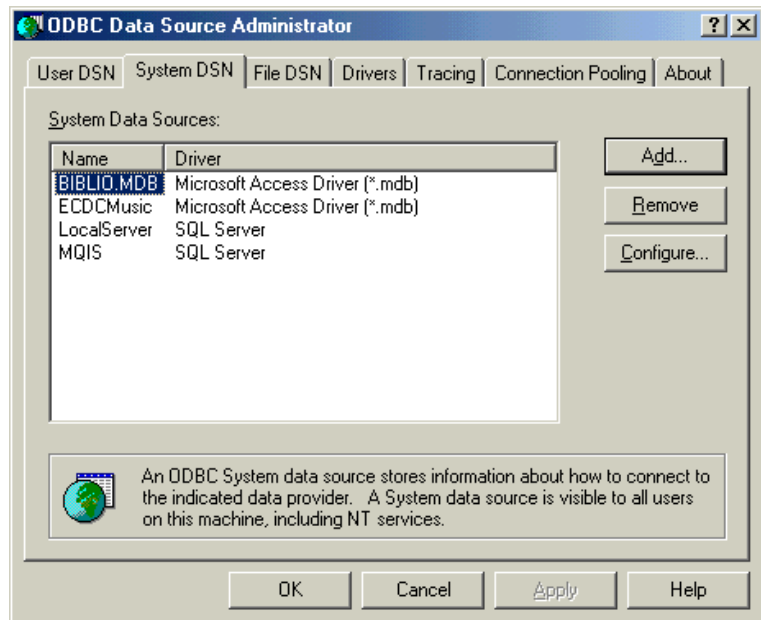 ODBC Data Source Administrator
User DSN System DSN File DSN Drivers Tracing Connection Pooling About
System Data Sources:
Name Driver
BIBLIO.MDB Microsoft Access Driver (*.mdb)
ECDCMusic Microsoft Access Driver (*.mdb)
LocalServer SQL Server
MQIS SQL Server
Add...
Remove
Configure...
An ODBC System data source stores information about how to connect to
the indicated data provider. A System data source is visible to all users
on this machine, including NT services.
OK Cancel Apply Help